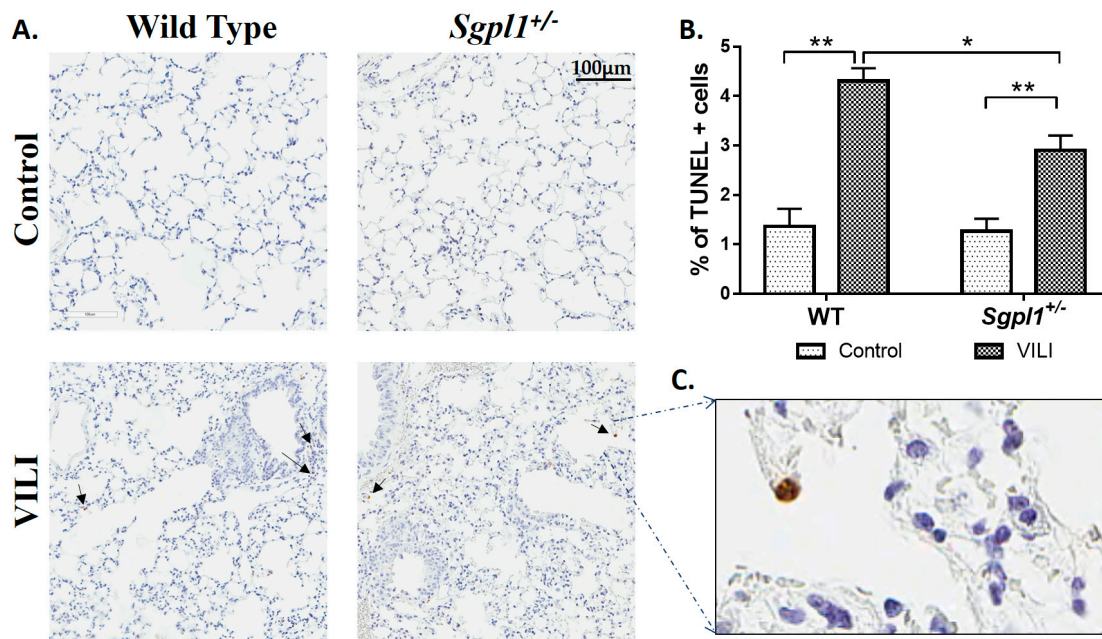 A.
Wild Type
Sgpl1+/-
Control
100µm
VILI
B.
% of TUNEL + cells
5
4
3
2
1
0
**
*
**
WT
Sgpl1+/-
Control
VILI
C.